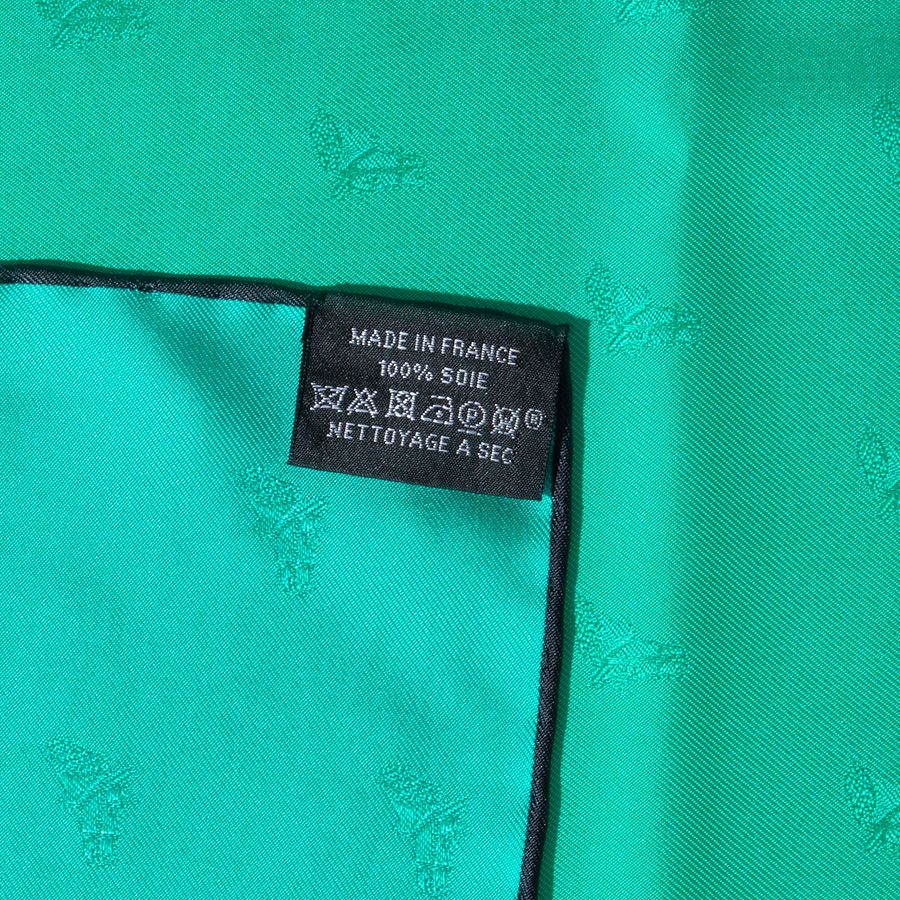 MADE IN FRANCE
100% SOIE
P ®
NETTOYAGE A SEC